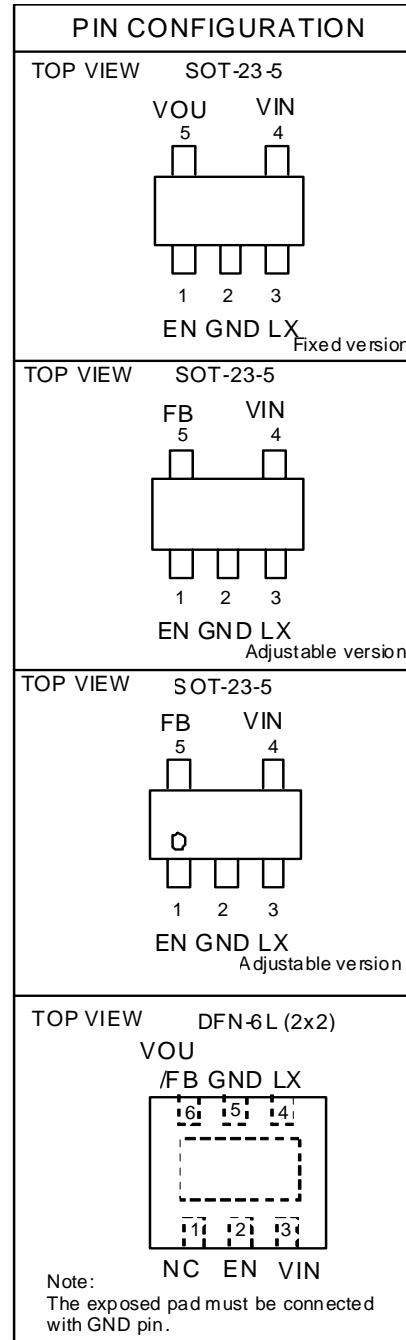 PIN CONFIGURATION
TOP VIEW SOT-23-5
VOU VIN
5 4
1 2 3
EN GND LX
Fixed version
TOP VIEW SOT-23-5
FB VIN
5 4
1 2 3
EN GND LX
Adjustable version
TOP VIEW SOT-23-5
FB VIN
5 4
1 2 3
EN GND LX
Adjustable version
TOP VIEW DFN-6L (2x2)
VOU
/FB GND LX
6 5 4
1 2 3
NC EN VIN
Note:
The exposed pad must be connected
with GND pin.